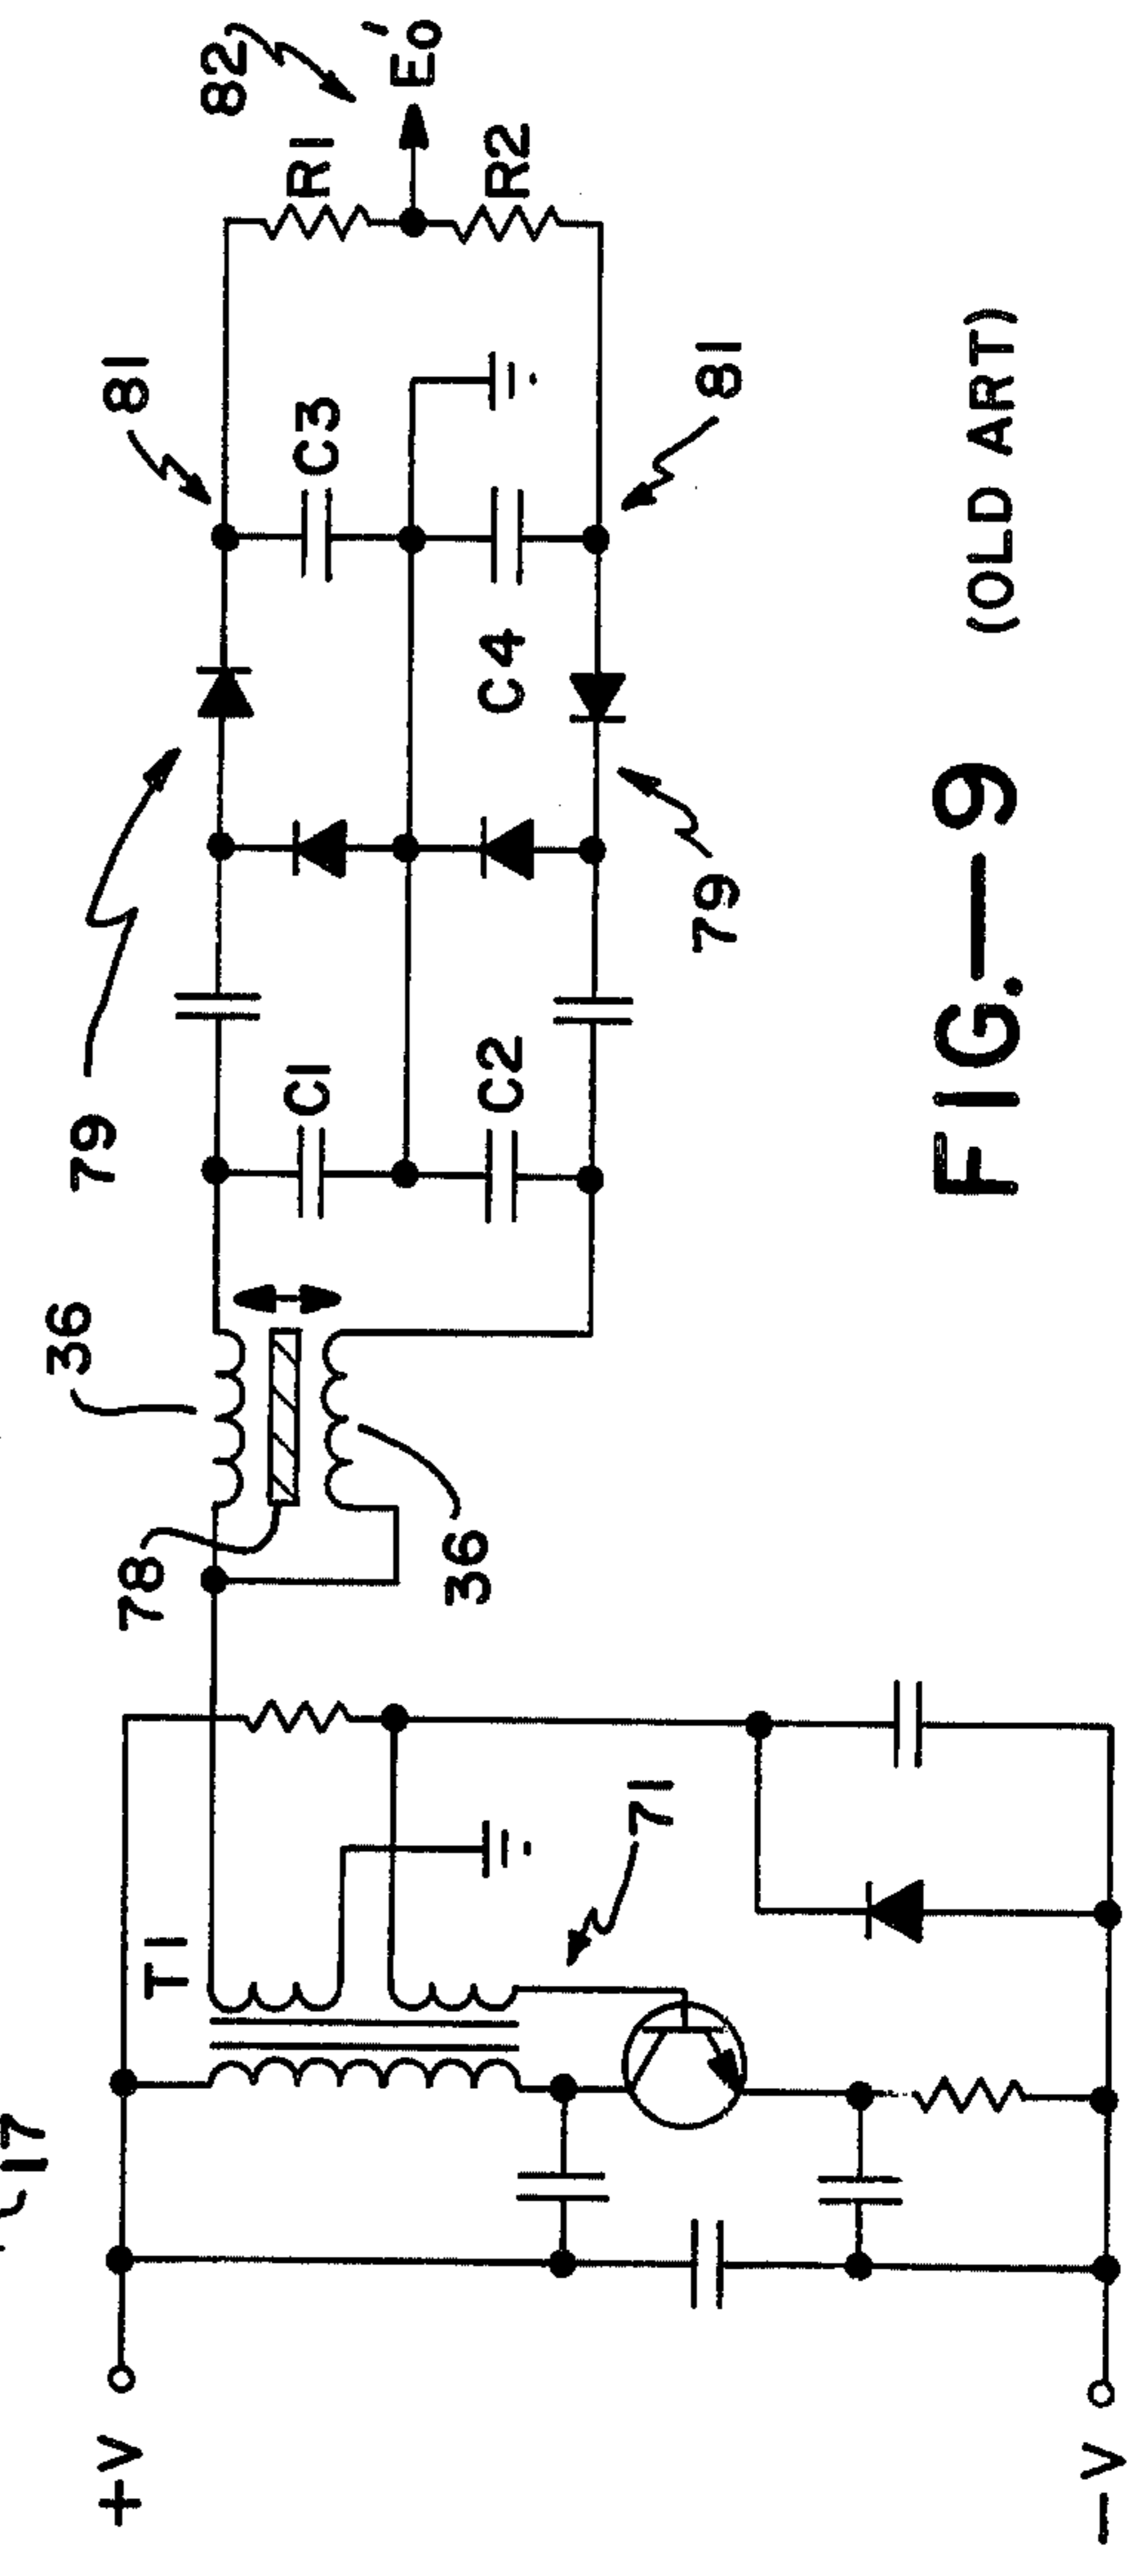 17
+V
-V
T1
71
78
36
36
C1
C2
79
79
C3
C4
81
81
R1
R2
82
E₀'
FIG.—9 (OLD ART)